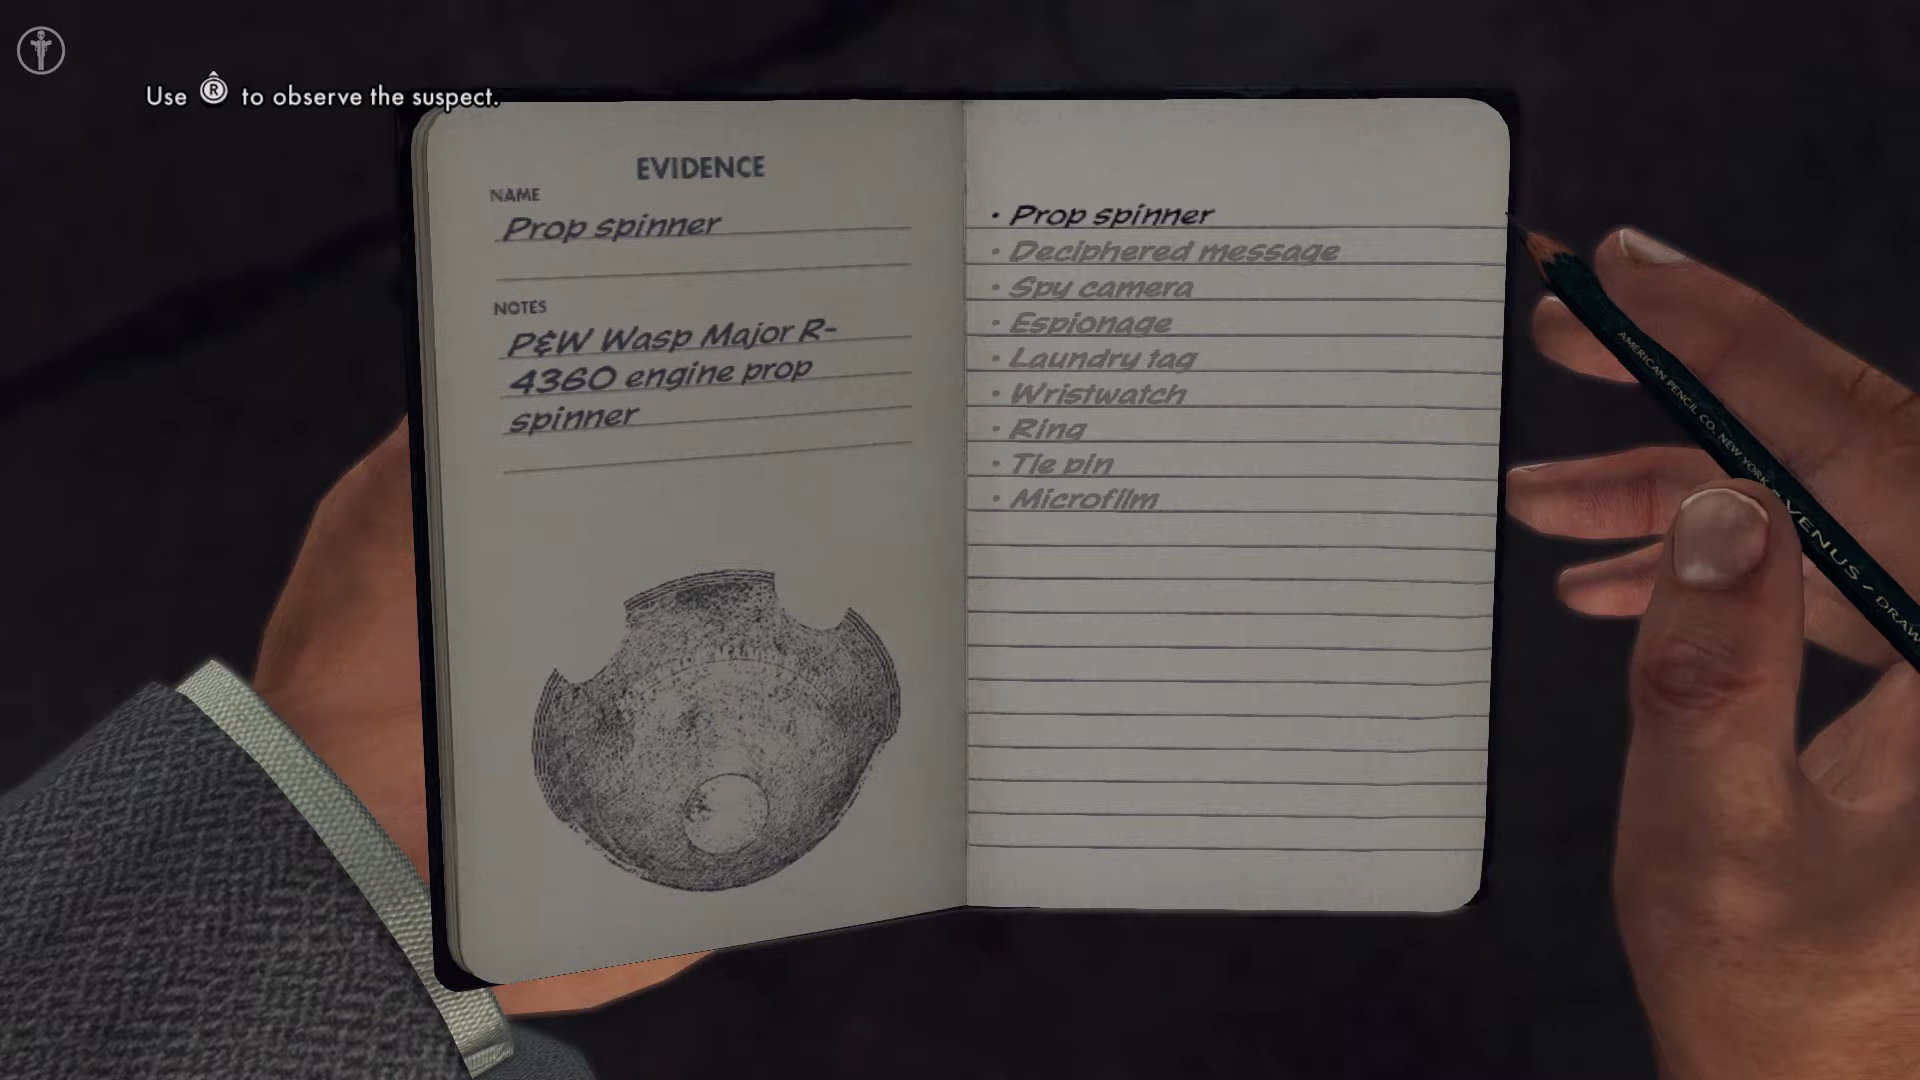 Use R to observe the suspect.
EVIDENCE
NAME
Prop spinner
NOTES
P&W Wasp Major R-
4360 engine prop
spinner
• Prop spinner
• Deciphered message
• Spy camera
• Espionage
• Laundry tag
• Wristwatch
• Ring
• Tie pin
• Microfilm
AMERICAN PENCIL CO. NEW YORK VENUS / DRAW